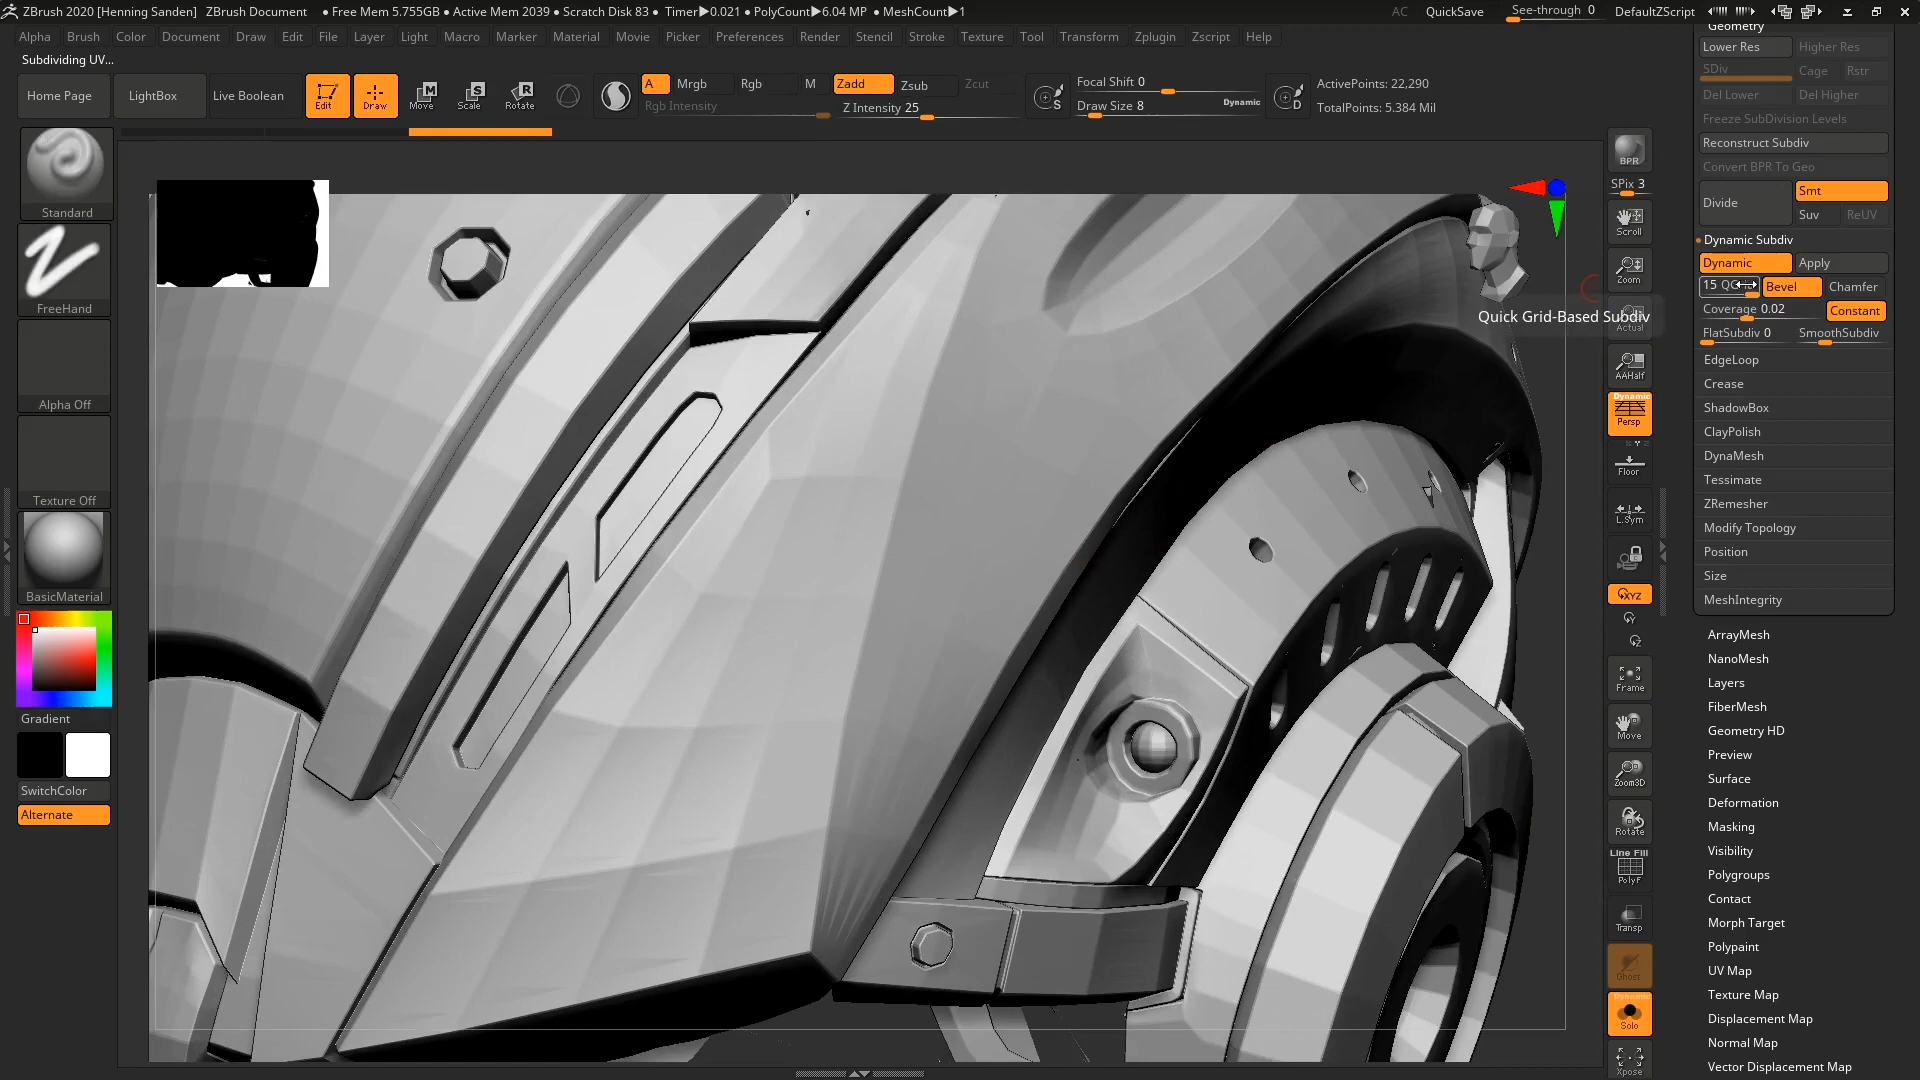 ZBrush 2020 [Henning Sanden] ZBrush Document • Free Mem 5.755GB • Active Mem 2039 • Scratch Disk 83 • Timer▶0.021 • PolyCount▶6.04 MP • MeshCount▶1 AC QuickSave See-through 0 DefaultZScript
Alpha Brush Color Document Draw Edit File Layer Light Macro Marker Material Movie Picker Preferences Render Stencil Stroke Texture Tool Transform Zplugin Zscript Help
Subdividing UV...
Home Page LightBox Live Boolean
Edit Draw Move Scale Rotate
A Mrgb Rgb M Zadd Zsub Zcut
Rgb Intensity Z Intensity 25
S
Focal Shift 0
Draw Size 8 Dynamic
D
ActivePoints: 22,290
TotalPoints: 5.384 Mil
Standard
FreeHand
Alpha Off
Texture Off
BasicMaterial
Gradient
SwitchColor
Alternate
Quick Grid-Based Subdiv
BPR
SPix 3
Scroll
Zoom
Actual
AAHalf
Dynamic
Persp
Floor
L.Sym
XYZ
Y
Z
Frame
Move
Zoom3D
Rotate
Line Fill
PolyF
Transp
Ghost
Dynamic
Solo
Xpose
Geometry
Lower Res Higher Res
SDiv Cage Rstr
Del Lower Del Higher
Freeze SubDivision Levels
Reconstruct Subdiv
Convert BPR To Geo
Divide Smt
Suv ReUV
Dynamic Subdiv
Dynamic Apply
15 Bevel Chamfer
Coverage 0.02 Constant
FlatSubdiv 0 SmoothSubdiv
EdgeLoop
Crease
ShadowBox
ClayPolish
DynaMesh
Tessimate
ZRemesher
Modify Topology
Position
Size
MeshIntegrity
ArrayMesh
NanoMesh
Layers
FiberMesh
Geometry HD
Preview
Surface
Deformation
Masking
Visibility
Polygroups
Contact
Morph Target
Polypaint
UV Map
Texture Map
Displacement Map
Normal Map
Vector Displacement Map